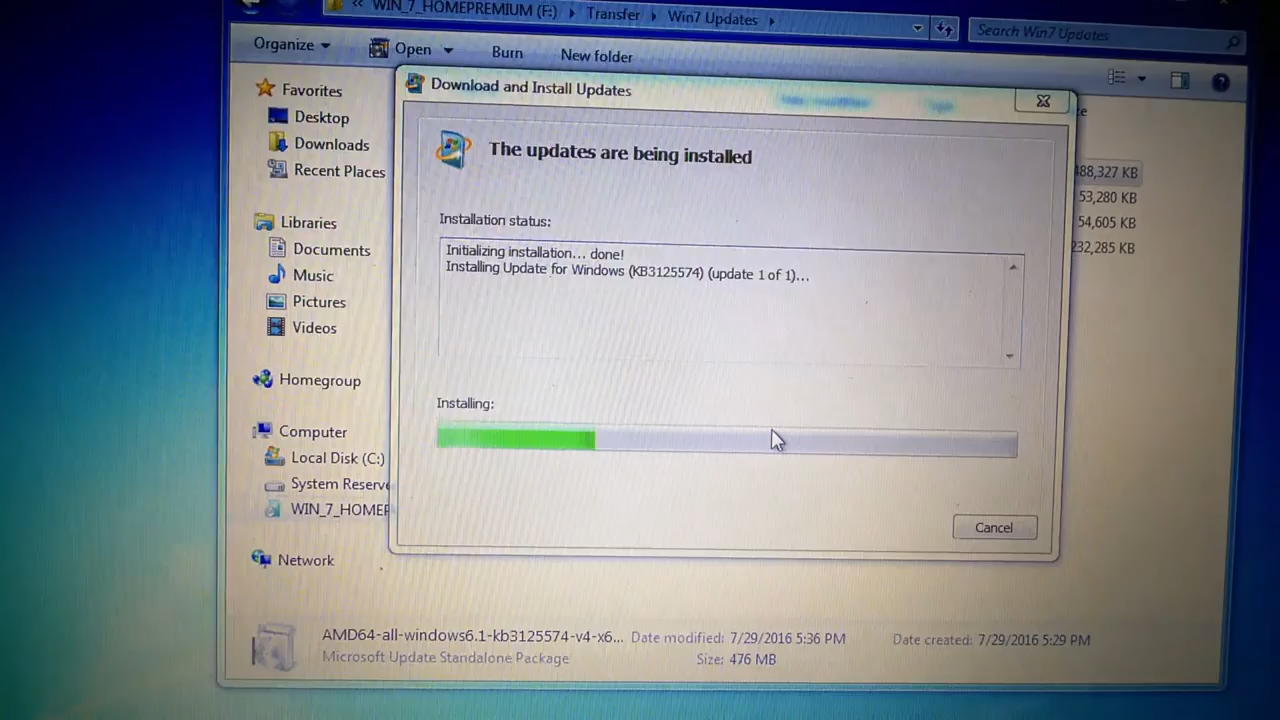 « WIN_7_HOMEPREMIUM (F:) ▸ Transfer ▸ Win7 Updates ▸
Search Win7 Updates
Organize
Open
Burn
New folder
Favorites
Desktop
Downloads
Recent Places
Libraries
Documents
Music
Pictures
Videos
Homegroup
Computer
Local Disk (C:)
System Reserve
WIN_7_HOMEP
Network
Download and Install Updates
The updates are being installed
Installation status:
Initializing installation... done!
Installing Update for Windows (KB3125574) (update 1 of 1)...
Installing:
Cancel
488,327 KB
53,280 KB
54,605 KB
232,285 KB
AMD64-all-windows6.1-kb3125574-v4-x6... Date modified: 7/29/2016 5:36 PM Date created: 7/29/2016 5:29 PM
Microsoft Update Standalone Package Size: 476 MB